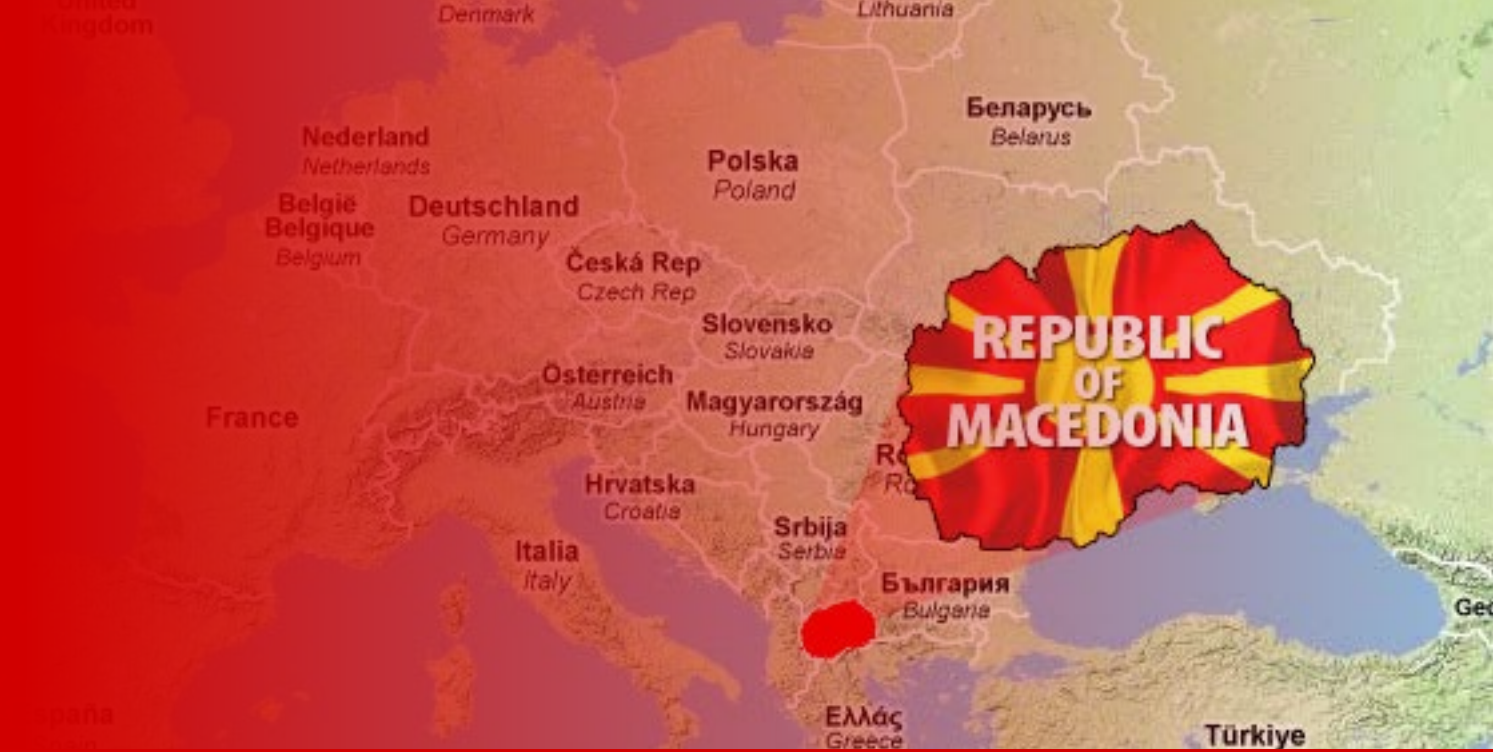 United
Kingdom
Denmark
Lithuania
Беларусь
Belarus
Nederland
Netherlands
Polska
Poland
België
Belgique
Belgium
Deutschland
Germany
Česká Rep
Czech Rep
Slovensko
Slovakia
Österreich
Austria
Magyarország
Hungary
France
REPUBLIC
OF
MACEDONIA
Hrvatska
Croatia
Srbija
Serbia
Italia
Italy
България
Bulgaria
Ελλάς
Greece
Türkiye